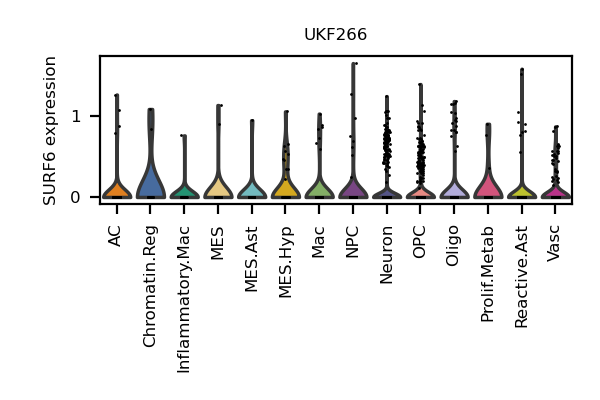 UKF266
SURF6 expression
1
0
AC
Chromatin.Reg
Inflammatory.Mac
MES
MES.Ast
MES.Hyp
Mac
NPC
Neuron
OPC
Oligo
Prolif.Metab
Reactive.Ast
Vasc